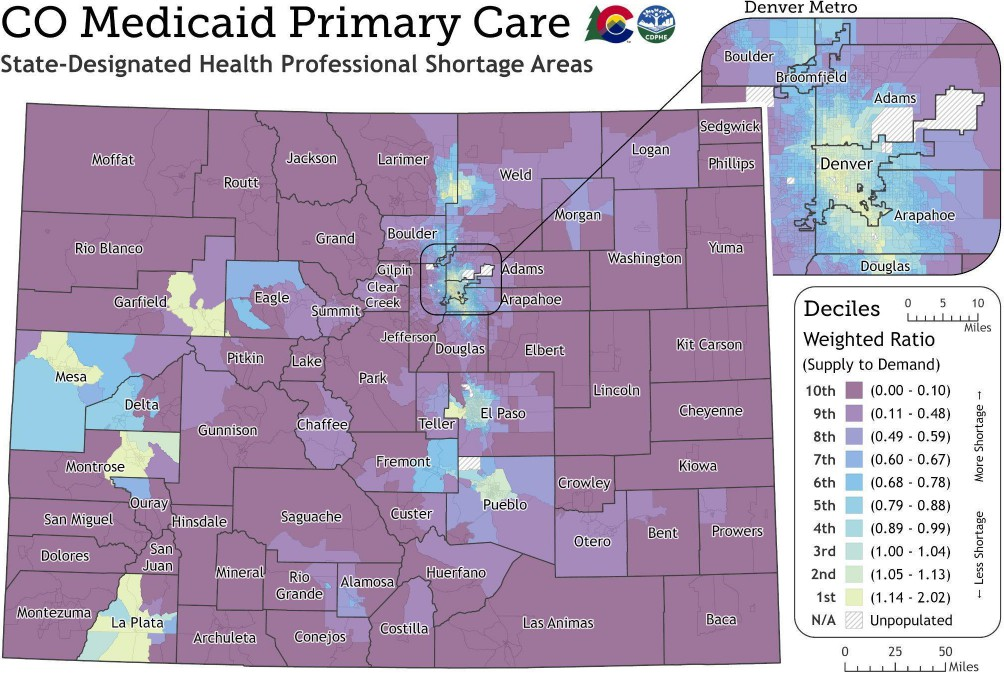 CO Medicaid Primary Care
CDPHE
State-Designated Health Professional Shortage Areas
Denver Metro
Boulder
Broomfield
Adams
Denver
Arapahoe
Douglas
Moffat
Routt
Jackson
Larimer
Weld
Logan
Sedgwick
Phillips
Morgan
Rio Blanco
Grand
Boulder
Washington
Yuma
Gilpin
Adams
Garfield
Eagle
Summit
Clear
Creek
Arapahoe
Jefferson
Douglas
Elbert
Kit Carson
Pitkin
Lake
Park
Mesa
Delta
Lincoln
Cheyenne
Gunnison
Chaffee
Teller
El Paso
Montrose
Fremont
Kiowa
Crowley
Ouray
Pueblo
San Miguel
Hinsdale
Saguache
Custer
Otero
Bent
Prowers
Dolores
San
Juan
Mineral
Rio
Grande
Alamosa
Huerfano
Montezuma
La Plata
Archuleta
Conejos
Costilla
Las Animas
Baca
Deciles
0 5 10
Miles
Weighted Ratio
(Supply to Demand)
10th (0.00 - 0.10)
9th (0.11 - 0.48)
8th (0.49 - 0.59)
7th (0.60 - 0.67)
6th (0.68 - 0.78)
5th (0.79 - 0.88)
4th (0.89 - 0.99)
3rd (1.00 - 1.04)
2nd (1.05 - 1.13)
1st (1.14 - 2.02)
N/A Unpopulated
More Shortage →
← Less Shortage
0 25 50
Miles